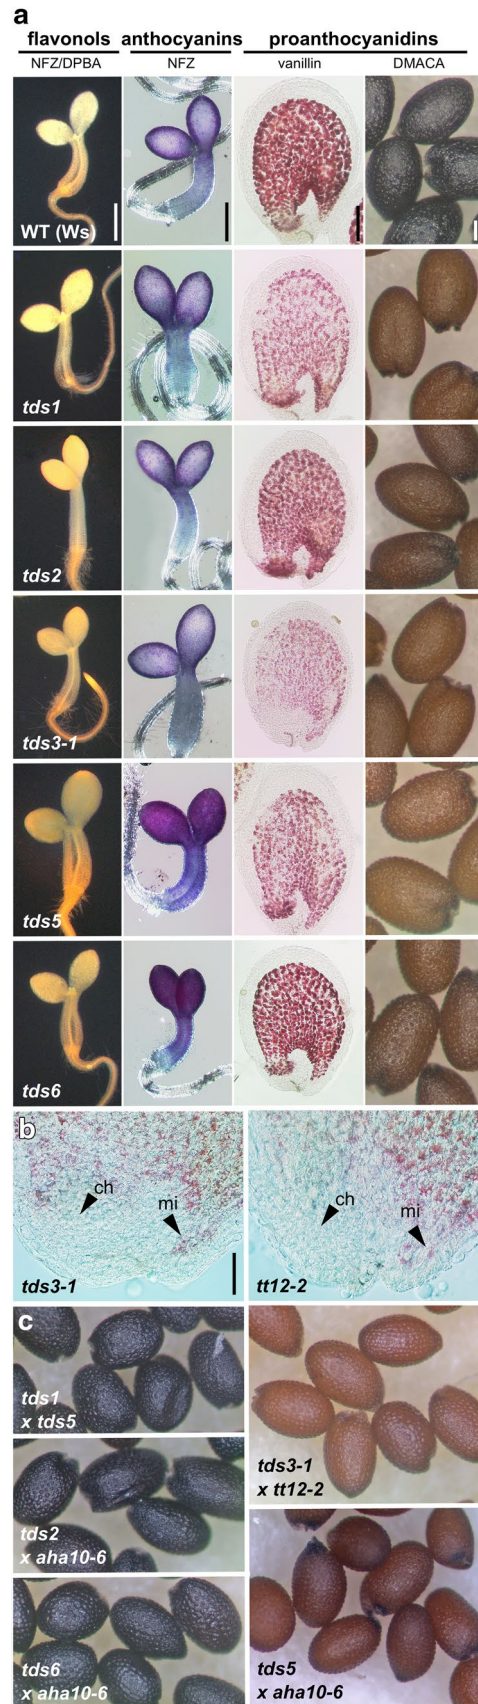 a
flavonols anthocyanins proanthocyanidins
NFZ/DPBA NFZ vanillin DMACA
WT (Ws)
tds1
tds2
tds3-1
tds5
tds6
b
ch
mi
tds3-1
ch
mi
tt12-2
c
tds1
x tds5
tds3-1
x tt12-2
tds2
x aha10-6
tds6
x aha10-6
tds5
x aha10-6